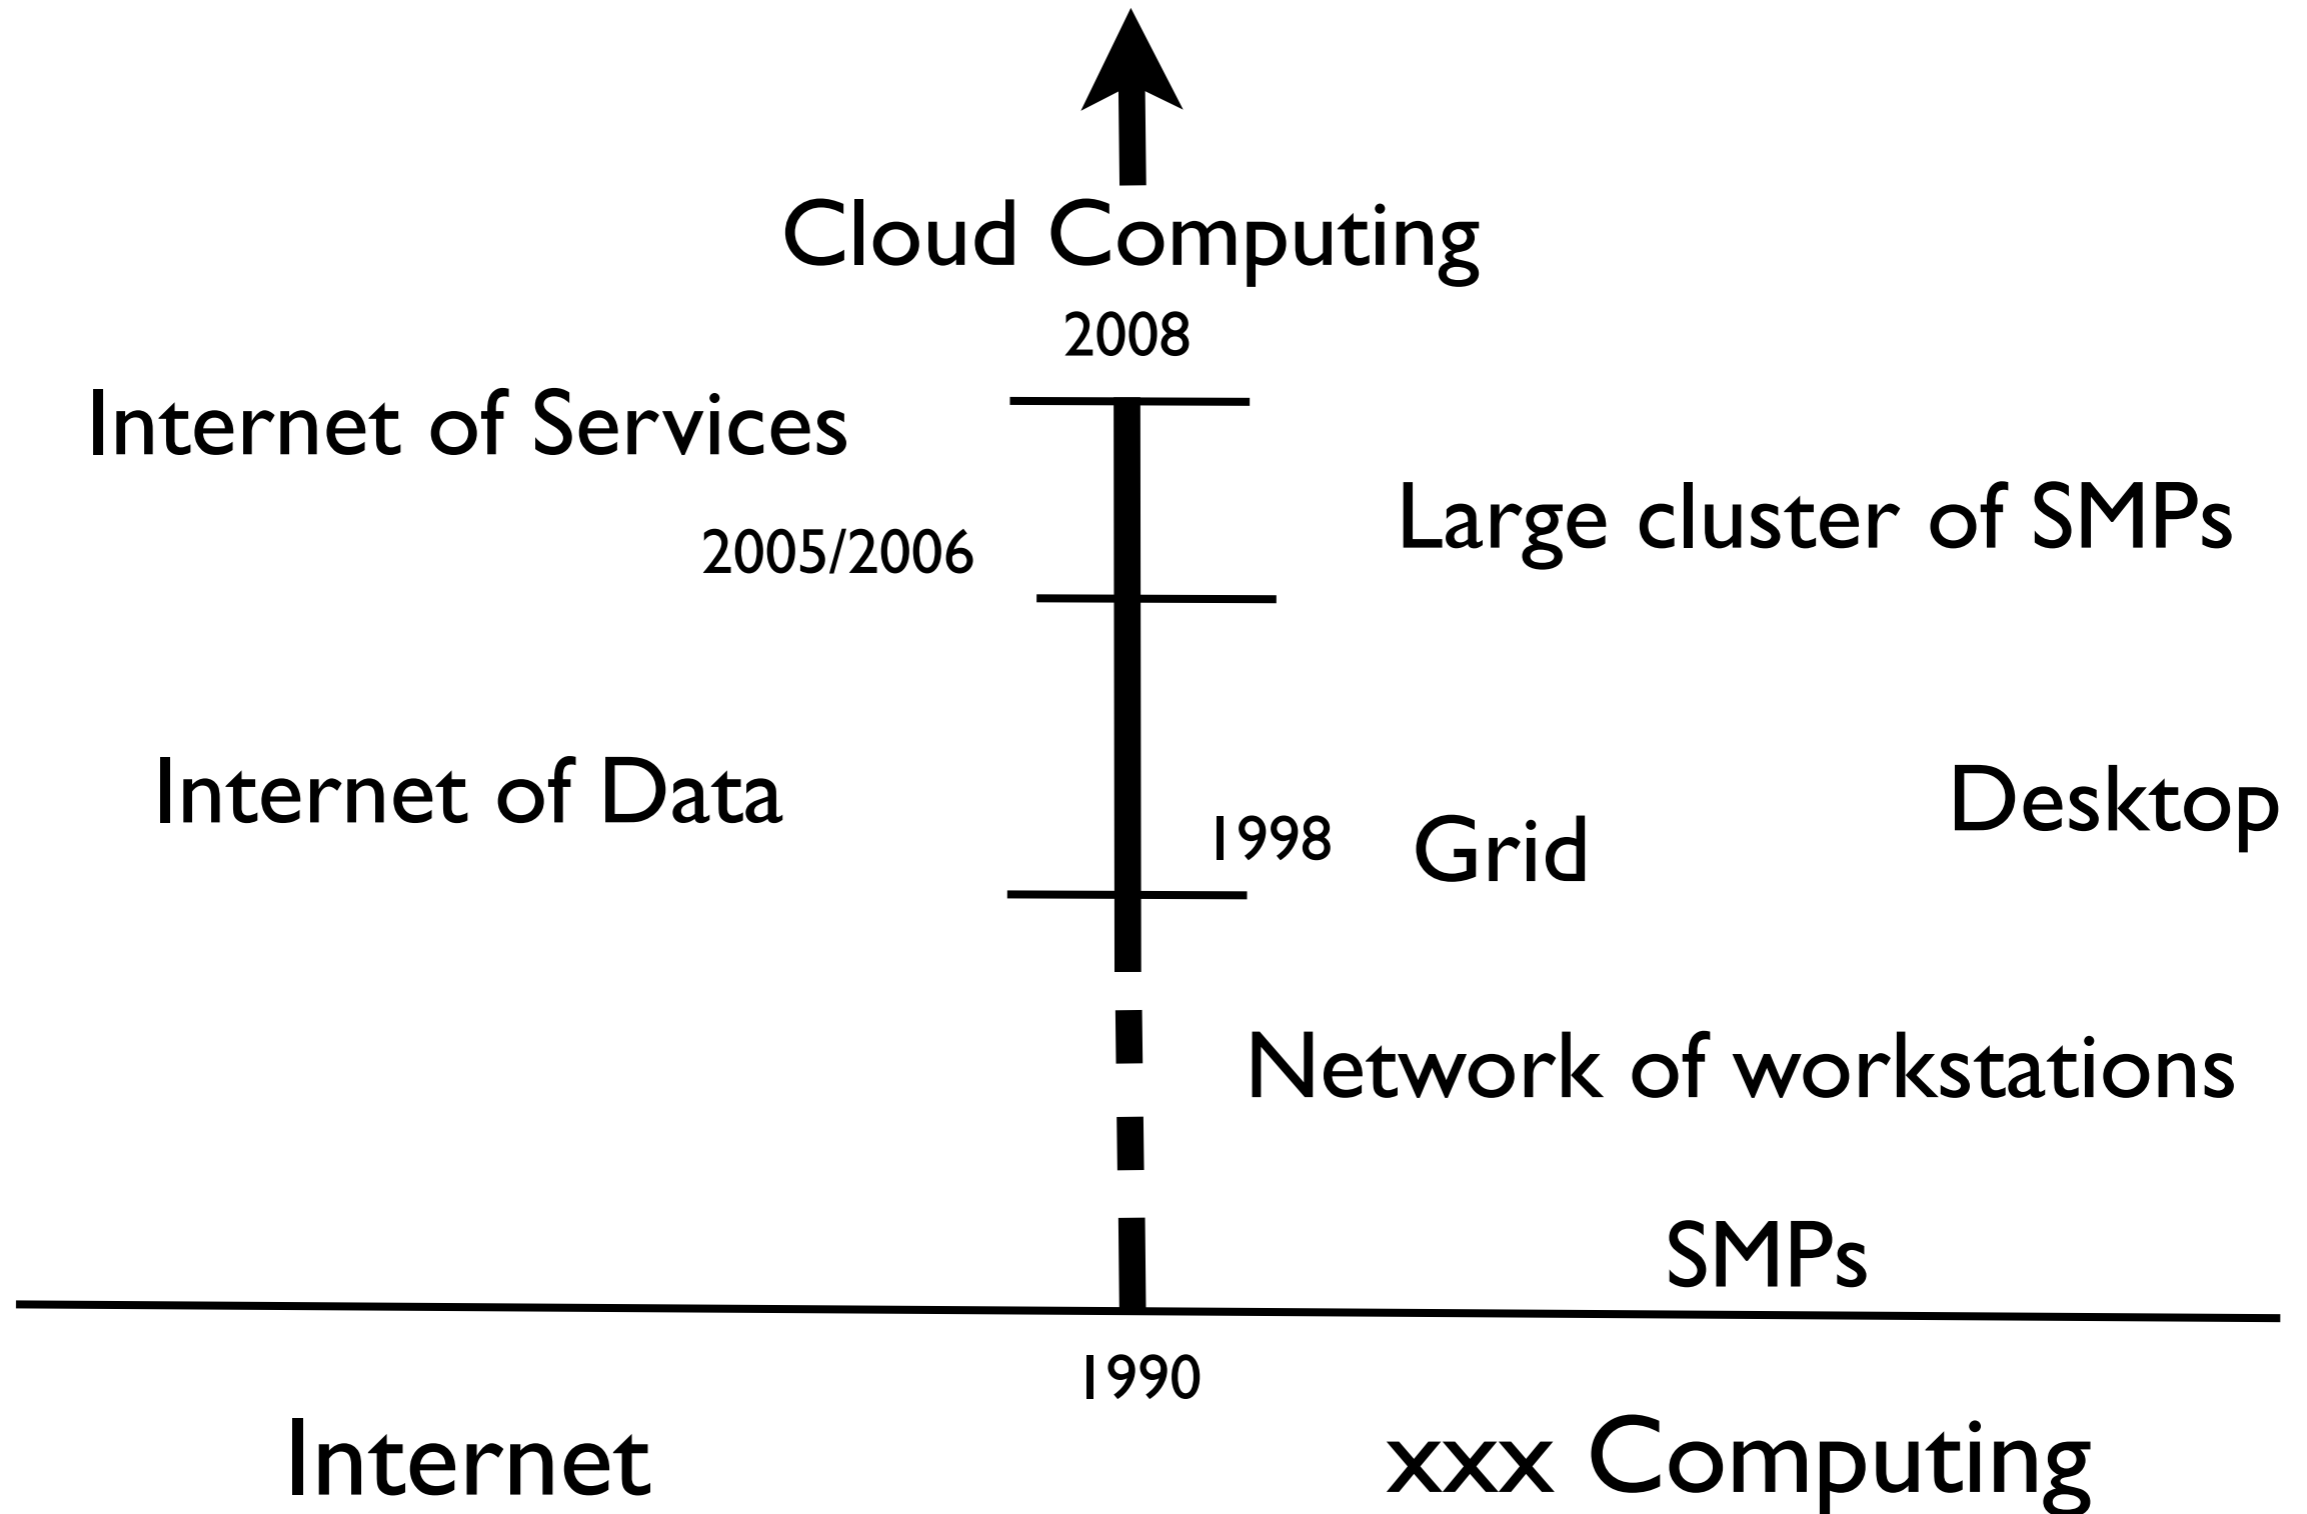 Cloud Computing
2008
Internet of Services
Large cluster of SMPs
2005/2006
Internet of Data
Desktop
1998
Grid
Network of workstations
SMPs
1990
Internet
xxx Computing